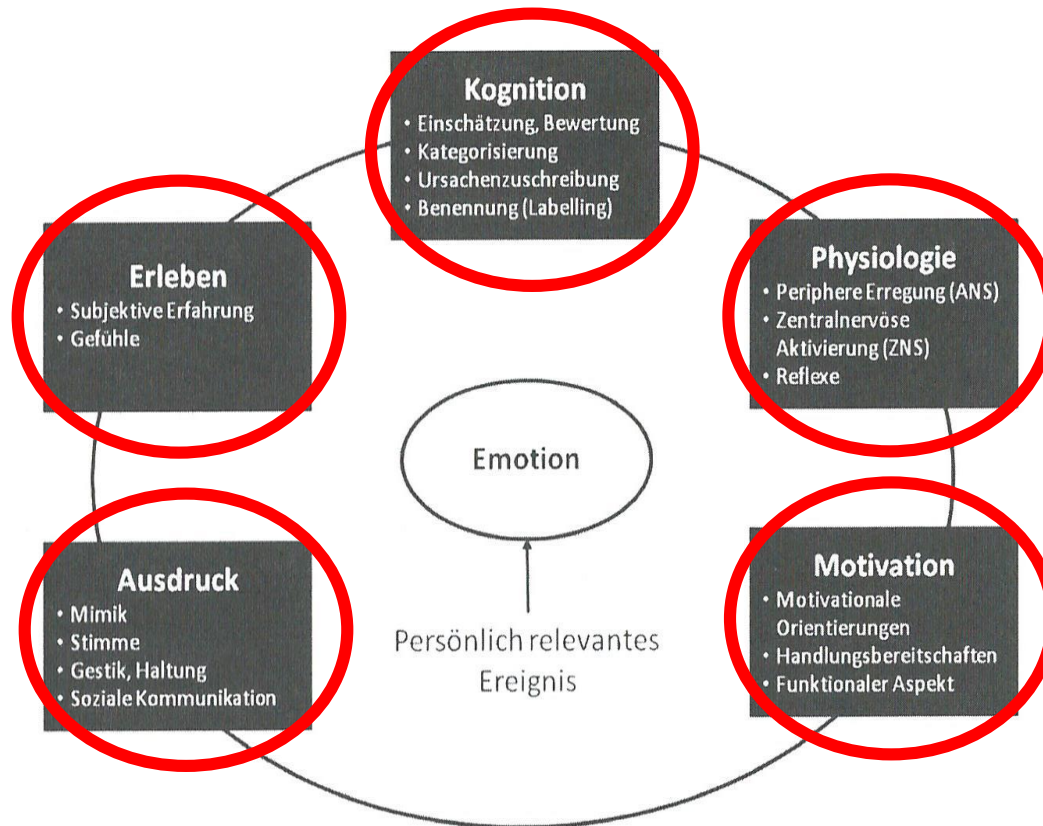 Kognition
• Einschätzung, Bewertung
• Kategorisierung
• Ursachenzuschreibung
• Benennung (Labelling)
Erleben
• Subjektive Erfahrung
• Gefühle
Physiologie
• Periphere Erregung (ANS)
• Zentralnervöse
Aktivierung (ZNS)
• Reflexe
Emotion
Ausdruck
• Mimik
• Stimme
• Gestik, Haltung
• Soziale Kommunikation
Persönlich relevantes
Ereignis
Motivation
• Motivationale
Orientierungen
• Handlungsbereitschaften
• Funktionaler Aspekt